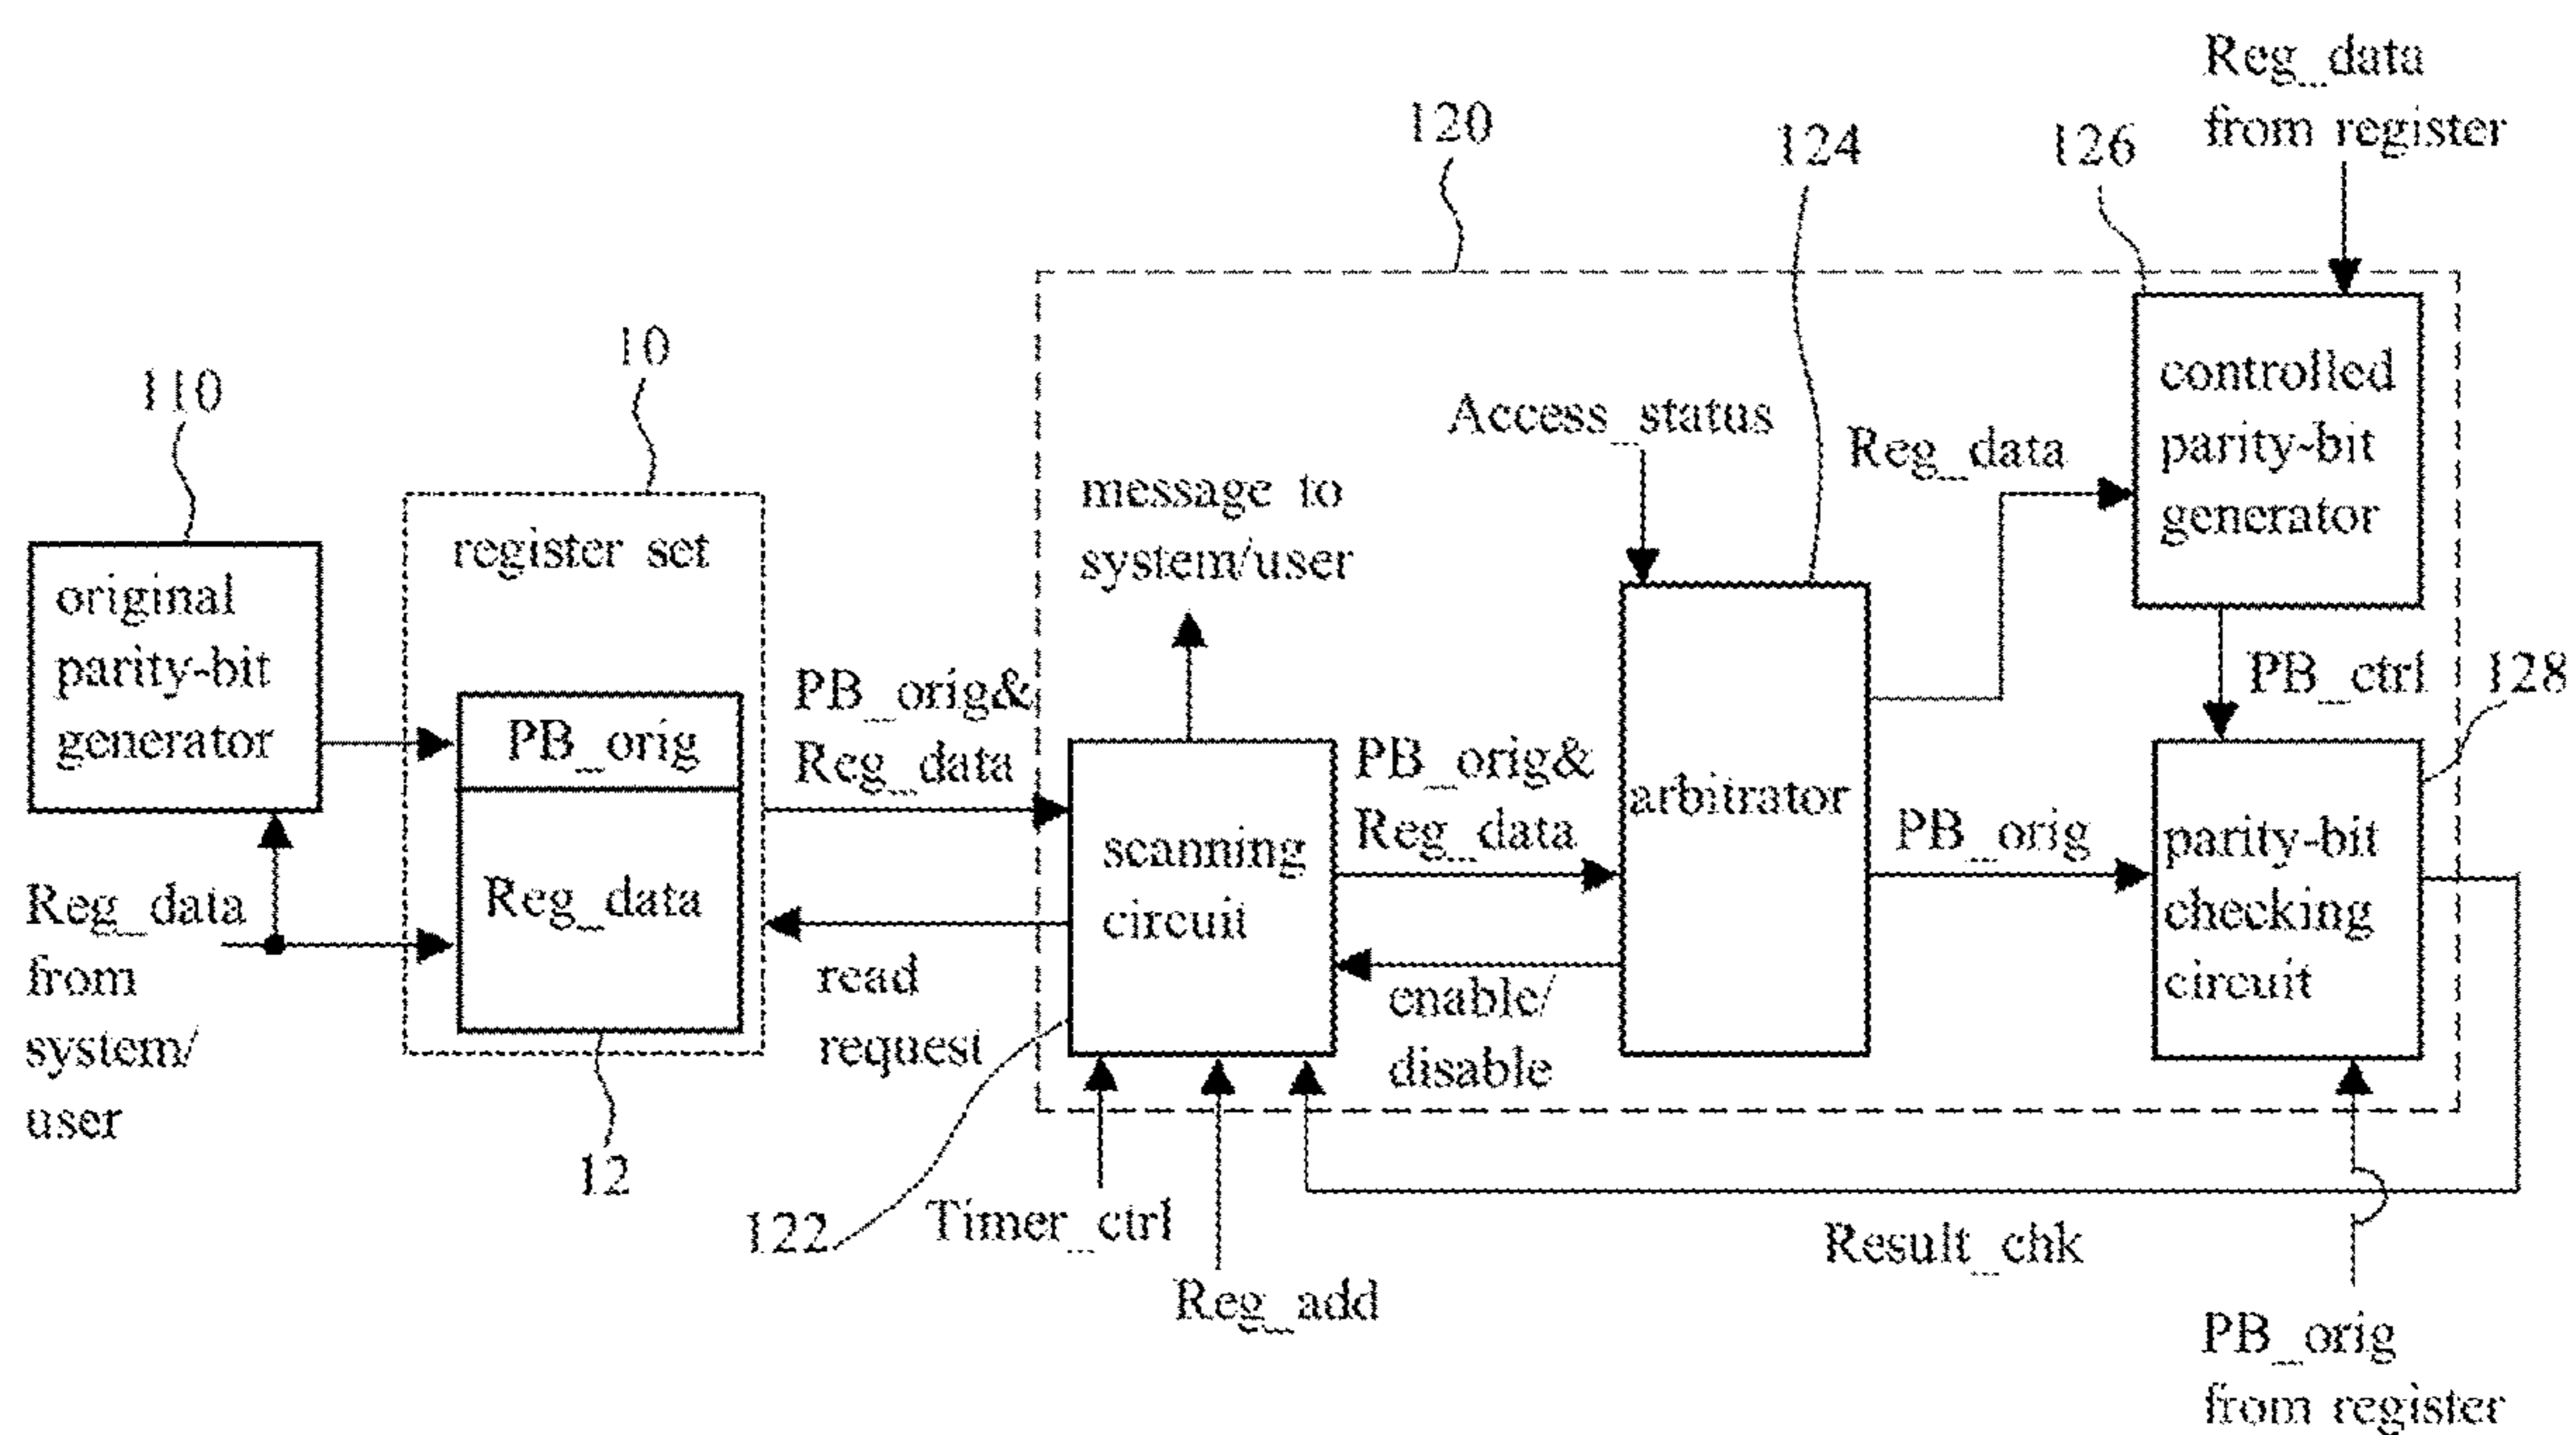 Reg_data
from register
120
124
126
10
110
controlled
parity-bit
generator
Access_status
Reg_data
message to
system/user
register set
original
parity-bit
generator
PB_orig&
Reg_data
PB_ctrl
128
PB_orig
PB_orig&
Reg_data
arbitrator
PB_orig
parity-bit
checking
circuit
scanning
circuit
Reg_data
Reg_data
from
system/
user
read
request
enable/
disable
12
122
Timer_ctrl
Result_chk
Reg_add
PB_orig
from register